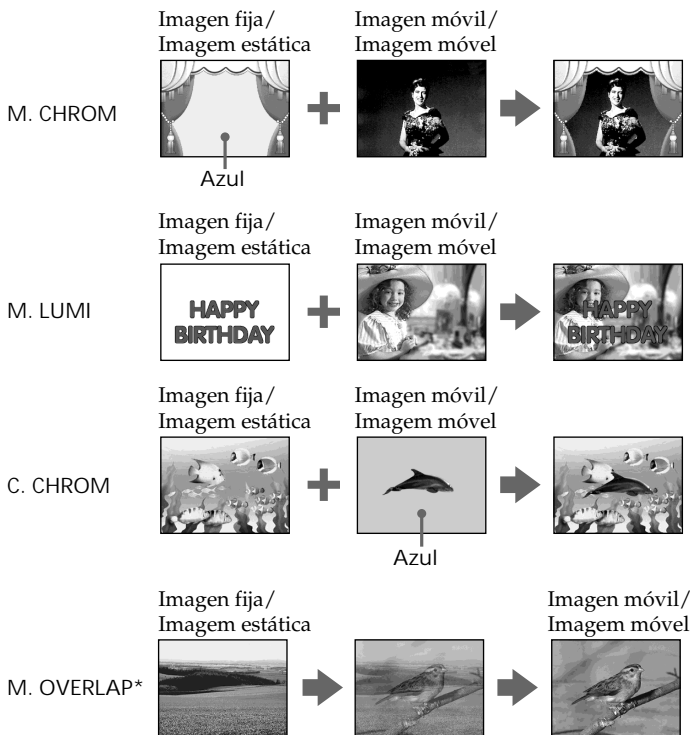 Imagen fija/
Imagem estática
Imagen móvil/
Imagem móvel
M. CHROM
Azul
Imagen fija/
Imagem estática
Imagen móvil/
Imagem móvel
M. LUMI
HAPPY
BIRTHDAY
HAPPY
BIRTHDAY
Imagen fija/
Imagem estática
Imagen móvil/
Imagem móvel
C. CHROM
Azul
Imagen fija/
Imagem estática
Imagen móvil/
Imagem móvel
M. OVERLAP*